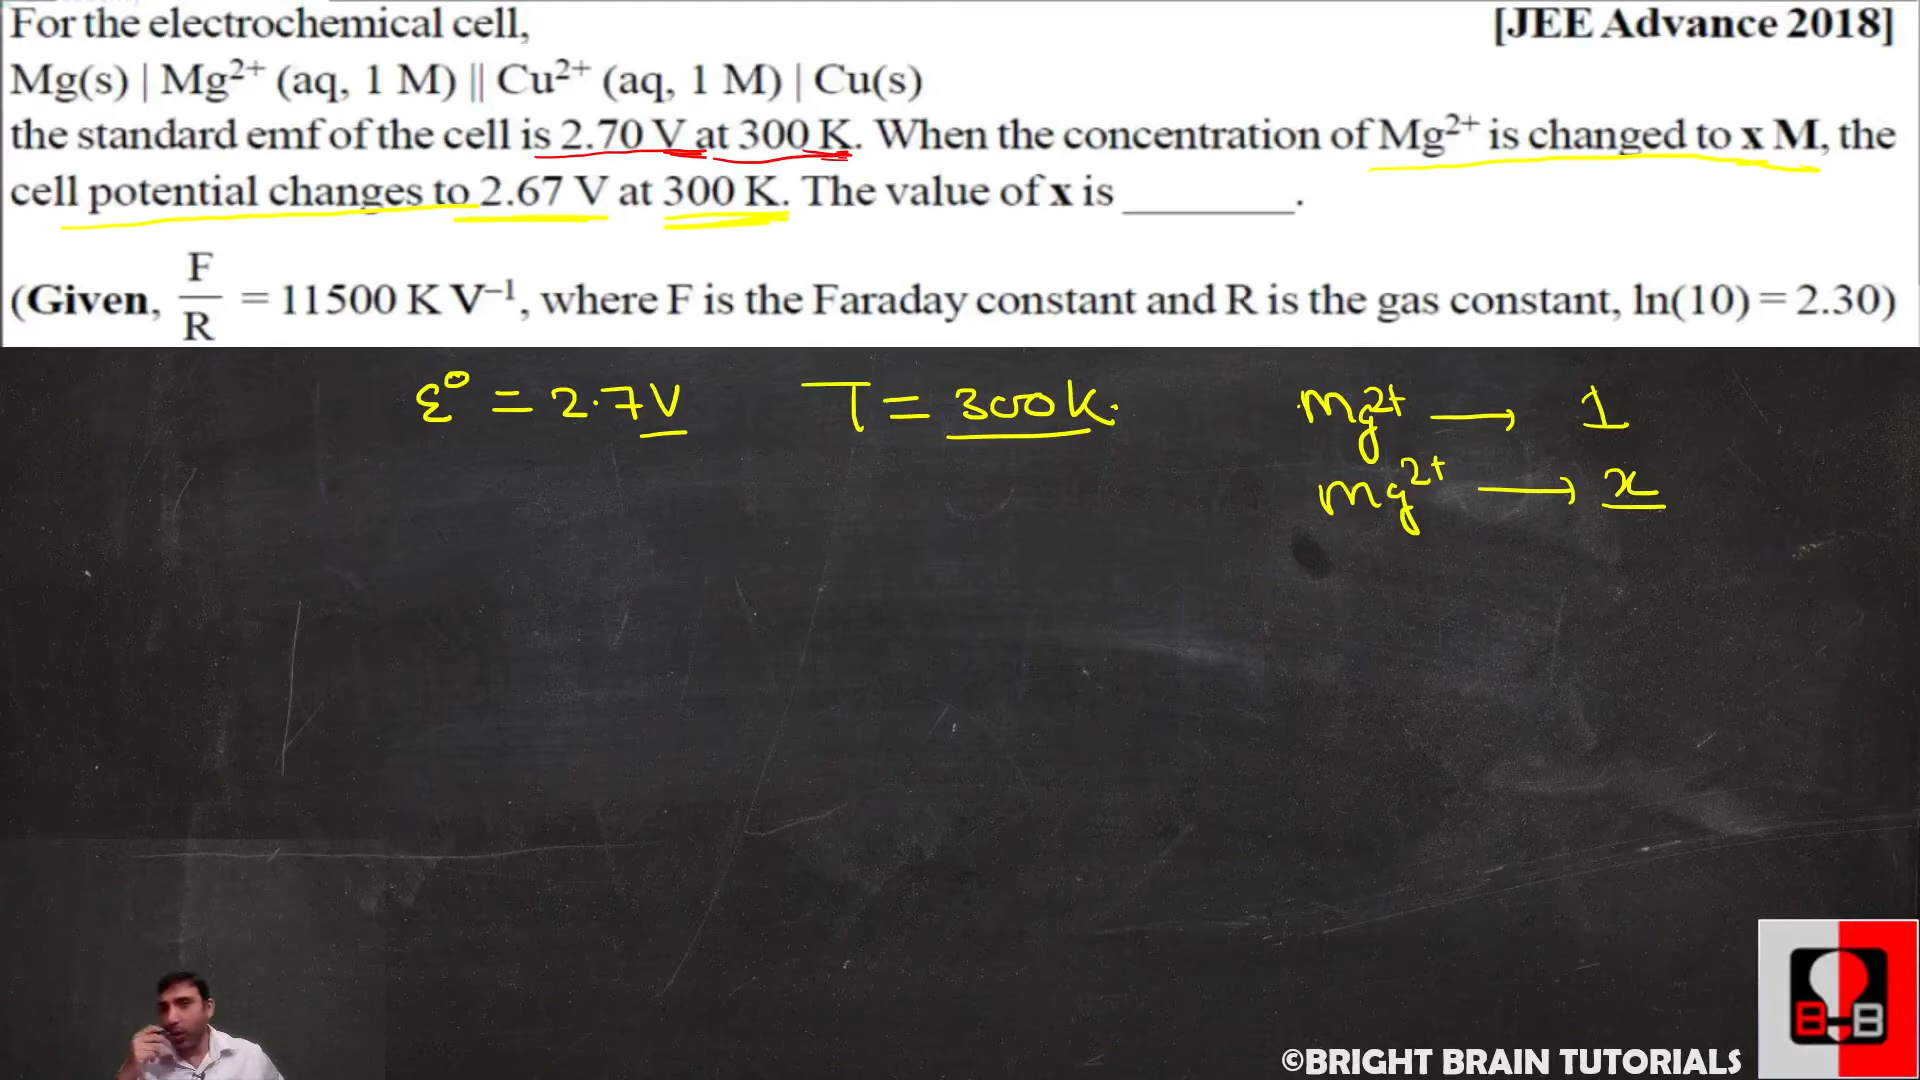 For the electrochemical cell, [JEE Advance 2018]
Mg(s) | Mg²⁺ (aq, 1 M) || Cu²⁺ (aq, 1 M) | Cu(s)
the standard emf of the cell is 2.70 V at 300 K. When the concentration of Mg²⁺ is changed to x M, the
cell potential changes to 2.67 V at 300 K. The value of x is ________.
(Given, F/R = 11500 K V⁻¹, where F is the Faraday constant and R is the gas constant, ln(10) = 2.30)
ε° = 2.7V T = 300K. Mg²⁺ → 1
Mg²⁺ → x
B B
©BRIGHT BRAIN TUTORIALS